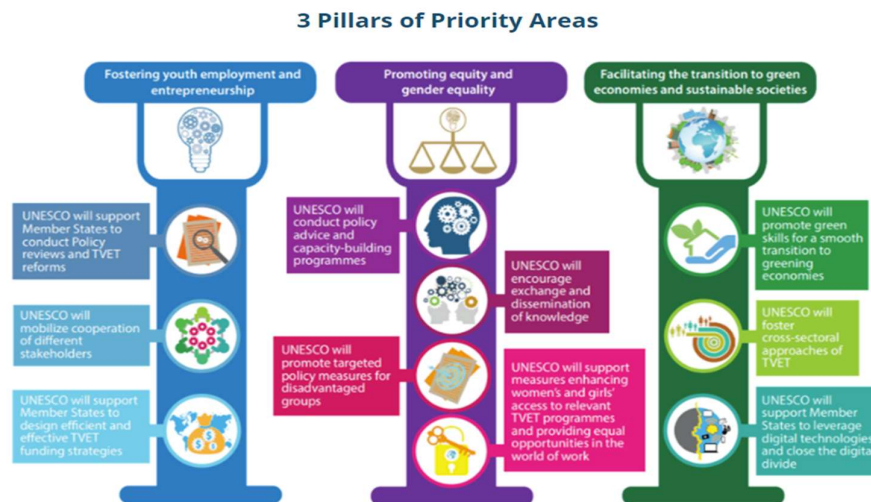 3 Pillars of Priority Areas
Fostering youth employment and
entrepreneurship
UNESCO will support
Member States to
conduct Policy
reviews and TVET
reforms
UNESCO will
mobilize cooperation
of different
stakeholders
UNESCO will support
Member States to
design efficient and
effective TVET
funding strategies
Promoting equity and
gender equality
UNESCO will
conduct policy
advice and
capacity-building
programmes
UNESCO will
encourage
exchange and
dissemination
of knowledge
UNESCO will
promote targeted
policy measures for
disadvantaged
groups
UNESCO will support
measures enhancing
women's and girls'
access to relevant
TVET programmes
and providing equal
opportunities in the
world of work
Facilitating the transition to green
economies and sustainable societies
UNESCO will
promote green
skills for a smooth
transition to
greening
economies
UNESCO will
foster
cross-sectoral
approaches of
TVET
UNESCO will
support Member
States to leverage
digital technologies
and close the digital
divide